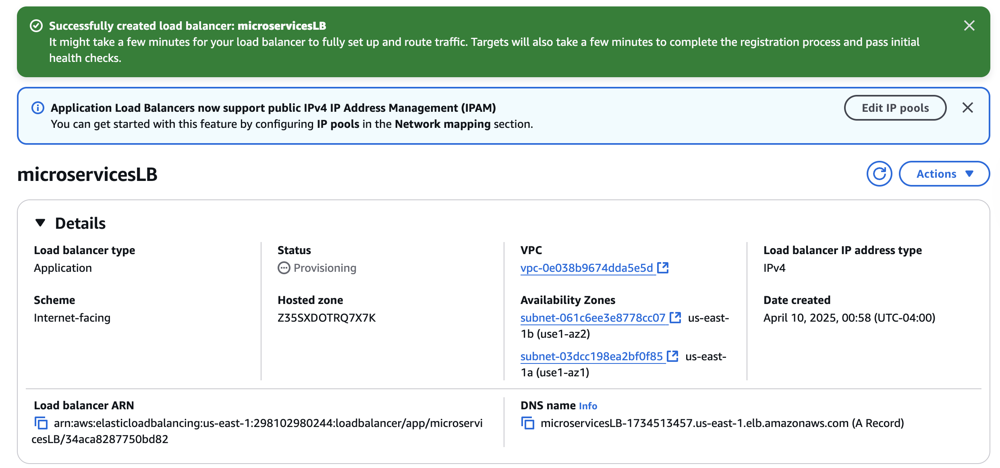 Successfully created load balancer: microservicesLB
It might take a few minutes for your load balancer to fully set up and route traffic. Targets will also take a few minutes to complete the registration process and pass initial
health checks.
Application Load Balancers now support public IPv4 IP Address Management (IPAM)
You can get started with this feature by configuring IP pools in the Network mapping section.
Edit IP pools
microservicesLB
Actions
Details
Load balancer type
Application
Status
Provisioning
VPC
vpc-0e038b9674dda5e5d
Load balancer IP address type
IPv4
Scheme
Internet-facing
Hosted zone
Z35SXDOTRQ7X7K
Availability Zones
subnet-061c6ee3e8778cc07 us-east-
1b (use1-az2)
subnet-03dcc198ea2bf0f85 us-east-
1a (use1-az1)
Date created
April 10, 2025, 00:58 (UTC-04:00)
Load balancer ARN
arn:aws:elasticloadbalancing:us-east-1:298102980244:loadbalancer/app/microservi
cesLB/34aca8287750bd82
DNS name Info
microservicesLB-1734513457.us-east-1.elb.amazonaws.com (A Record)